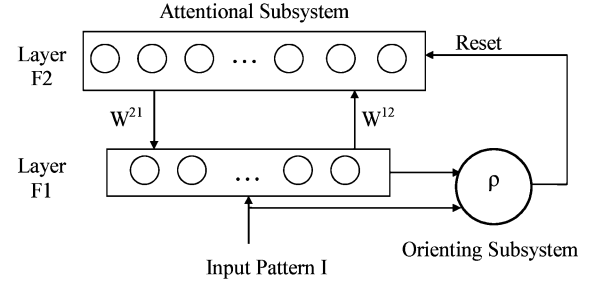 Attentional Subsystem
Layer
F2
...
Reset
W21
W12
Layer
F1
...
ρ
Orienting Subsystem
Input Pattern I